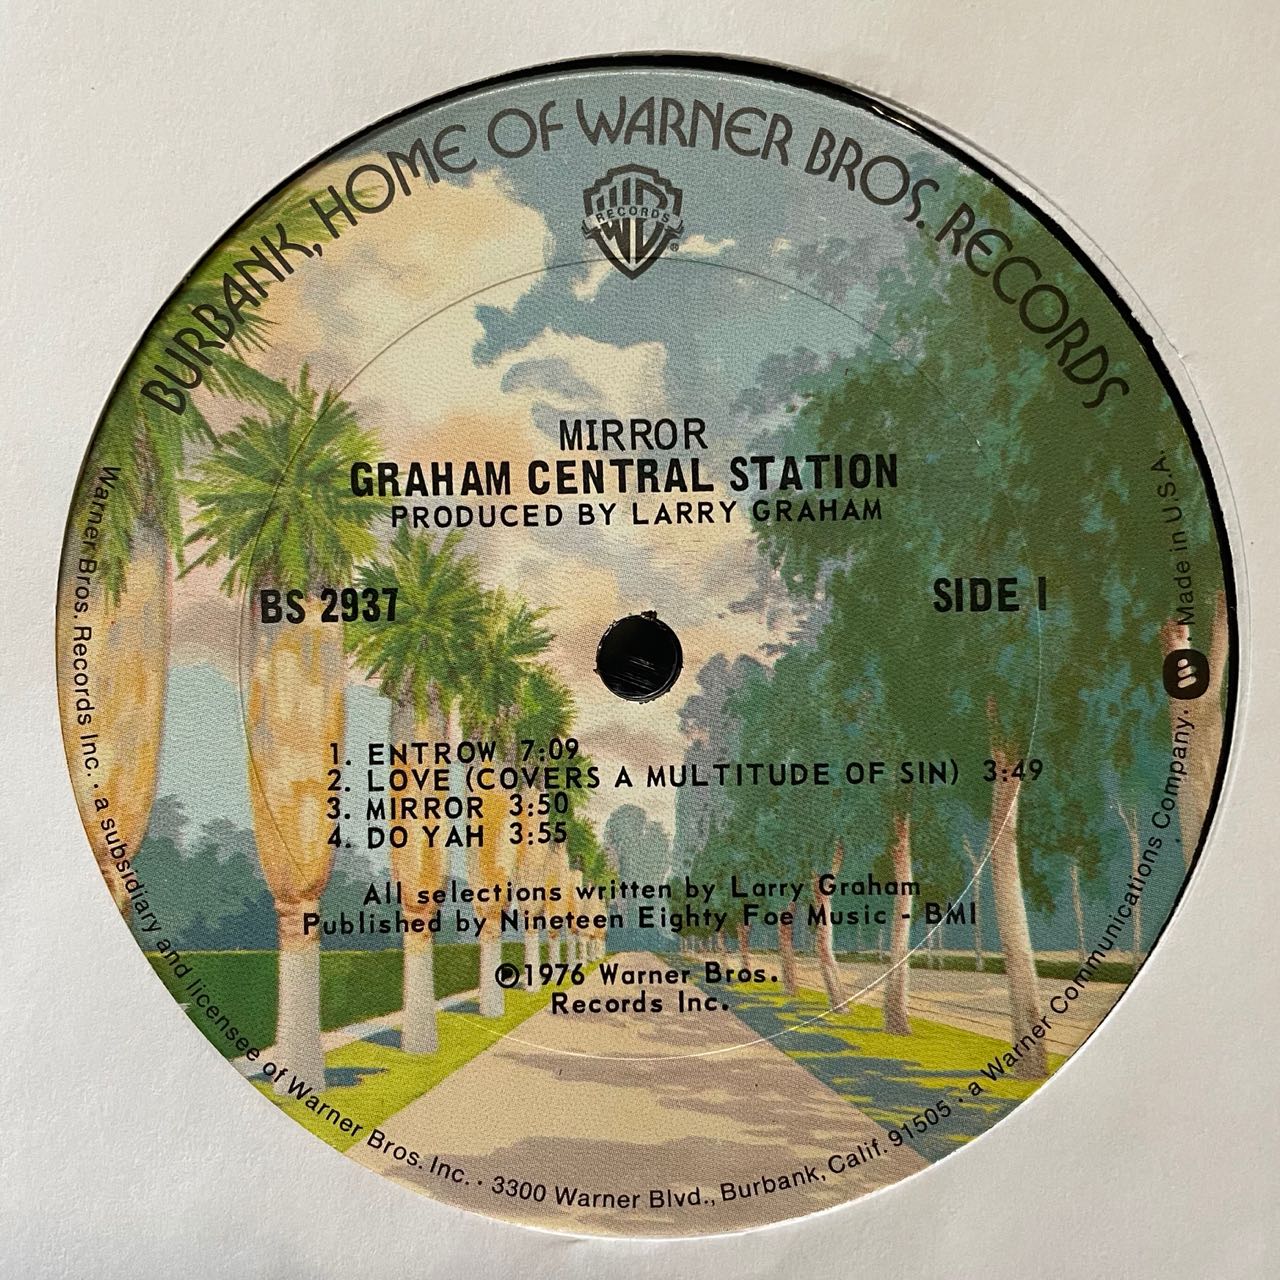 BURBANK, HOME OF WARNER BROS. RECORDS
RECORDS
®
MIRROR
GRAHAM CENTRAL STATION
PRODUCED BY LARRY GRAHAM
BS 2937
SIDE 1
1. ENTROW 7:09
2. LOVE (COVERS A MULTITUDE OF SIN) 3:49
3. MIRROR 3:50
4. DO YAH 3:55
All selections written by Larry Graham
Published by Nineteen Eighty Foe Music - BMI
℗1976 Warner Bros.
Records Inc.
Warner Bros. Records Inc. · a subsidiary and licensee of Warner Bros. Inc. · 3300 Warner Blvd., Burbank, Calif. 91505 · a Warner Communications Company. · Made in U.S.A.